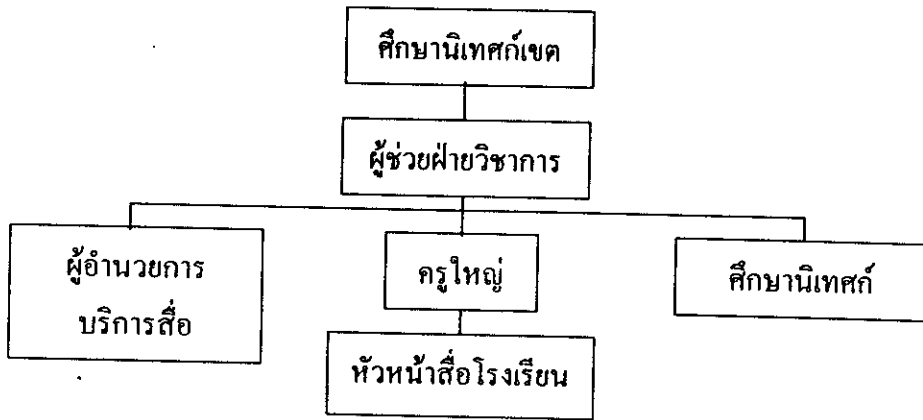 ศึกษานิเทศก์เขต
ผู้ช่วยฝ่ายวิชาการ
ผู้อำนวยการ
บริการสื่อ
ครูใหญ่
ศึกษานิเทศก์
หัวหน้าสื่อโรงเรียน